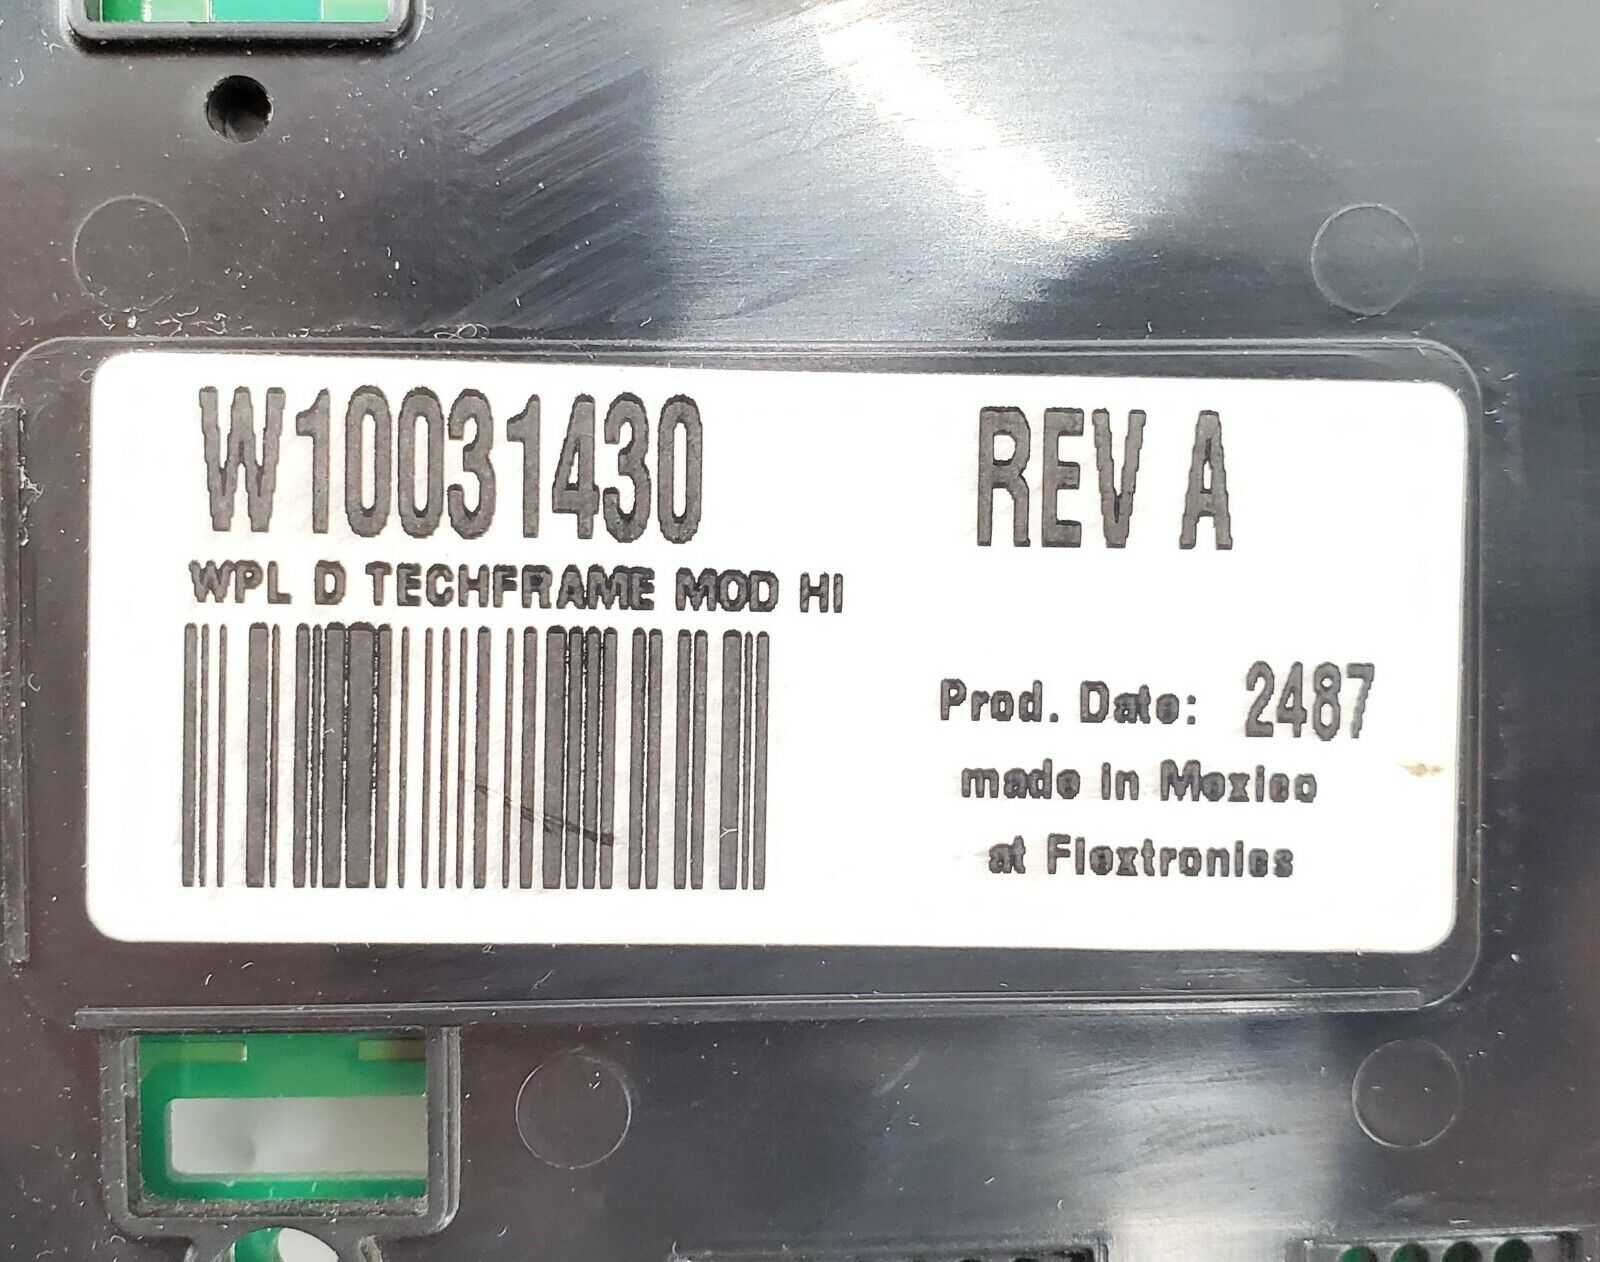 W10031430 REV A
WPL D TECHFRAME MOD HI
Prod. Date: 2487
made in Mexico
at Flextronics